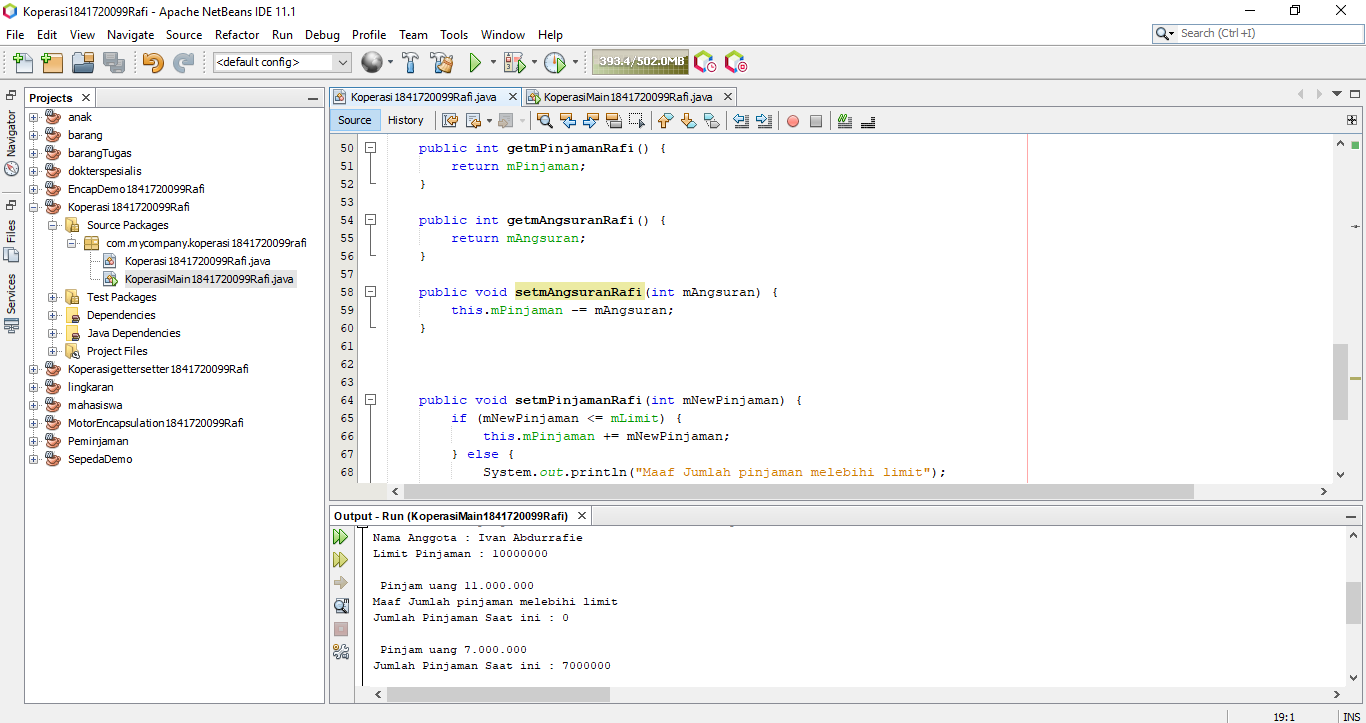 Koperasi1841720099Rafi - Apache NetBeans IDE 11.1
File Edit View Navigate Source Refactor Run Debug Profile Team Tools Window Help
Search (Ctrl+I)
<default config>
393.4/502.0MB
Navigator
Files
Services
Projects
anak
barang
barangTugas
dokterspesialis
EncapDemo1841720099Rafi
Koperasi1841720099Rafi
Source Packages
com.mycompany.koperasi1841720099rafi
Koperasi1841720099Rafi.java
KoperasiMain1841720099Rafi.java
Test Packages
Dependencies
Java Dependencies
Project Files
Koperasigettersetter1841720099Rafi
lingkaran
mahasiswa
MotorEncapsulation1841720099Rafi
Peminjaman
SepedaDemo
Koperasi1841720099Rafi.java KoperasiMain1841720099Rafi.java
Source History
50 public int getmPinjamanRafi() {
51 return mPinjaman;
52 }
53
54 public int getmAngsuranRafi() {
55 return mAngsuran;
56 }
57
58 public void setmAngsuranRafi(int mAngsuran) {
59 this.mPinjaman -= mAngsuran;
60 }
61
62
63
64 public void setmPinjamanRafi(int mNewPinjaman) {
65 if (mNewPinjaman <= mLimit) {
66 this.mPinjaman += mNewPinjaman;
67 } else {
68 System.out.println("Maaf Jumlah pinjaman melebihi limit");
Output - Run (KoperasiMain1841720099Rafi)
Nama Anggota : Ivan Abdurrafie
Limit Pinjaman : 10000000
Pinjam uang 11.000.000
Maaf Jumlah pinjaman melebihi limit
Jumlah Pinjaman Saat ini : 0
Pinjam uang 7.000.000
Jumlah Pinjaman Saat ini : 7000000
19:1 INS